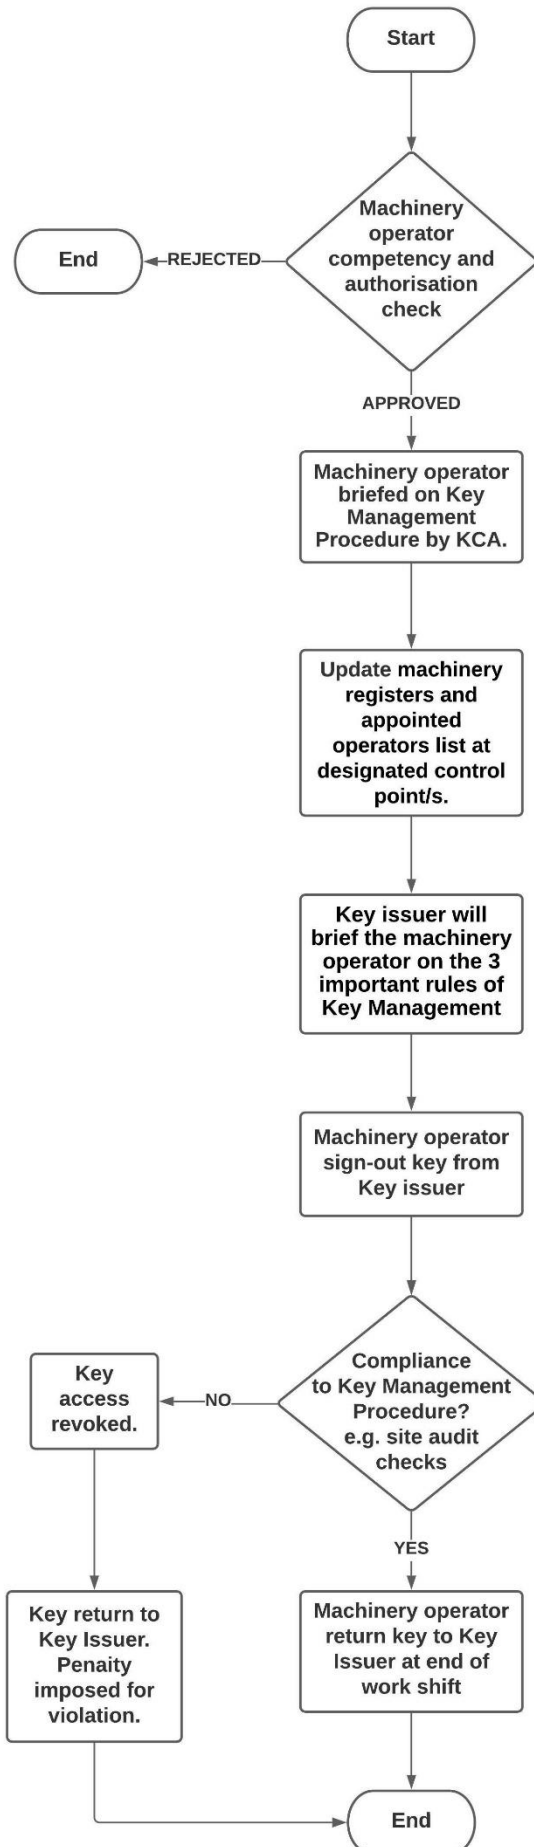 Start
Machinery
operator
competency and
authorisation
check
REJECTED
End
APPROVED
Machinery operator
briefed on Key
Management
Procedure by KCA.
Update machinery
registers and
appointed
operators list at
designated control
point/s.
Key issuer will
brief the machinery
operator on the 3
important rules of
Key Management
Machinery operator
sign-out key from
Key issuer
Compliance
to Key Management
Procedure?
e.g. site audit
checks
NO
Key
access
revoked.
YES
Key return to
Key Issuer.
Penaity
imposed for
violation.
Machinery operator
return key to Key
Issuer at end of
work shift
End